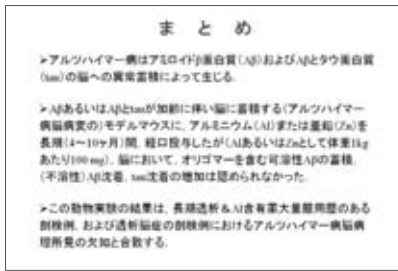 まとめ
➢アルツハイマー病はアミロイドβ蛋白質(Aβ)およびAβとタウ蛋白質
(tau)の脳への異常蓄積によって生じる.
➢AβあるいはAβとtauが加齢に伴い脳に蓄積する(アルツハイマー
病脳病変の)モデルマウスに, アルミニウム(Al)または亜鉛(Zn)を
長期(4~10ヶ月)間, 経口投与したが(AlあるいはZnとして体重1kg
あたり100 mg), 脳において, オリゴマーを含む可溶性Aβの蓄積,
(不溶性)Aβ沈着, tau沈着の増加は認められなかった.
➢この動物実験の結果は, 長期透析&Al含有薬大量服用歴のある
剖検例, および透析脳症の剖検例におけるアルツハイマー病脳病
理所見の欠如と合致する.